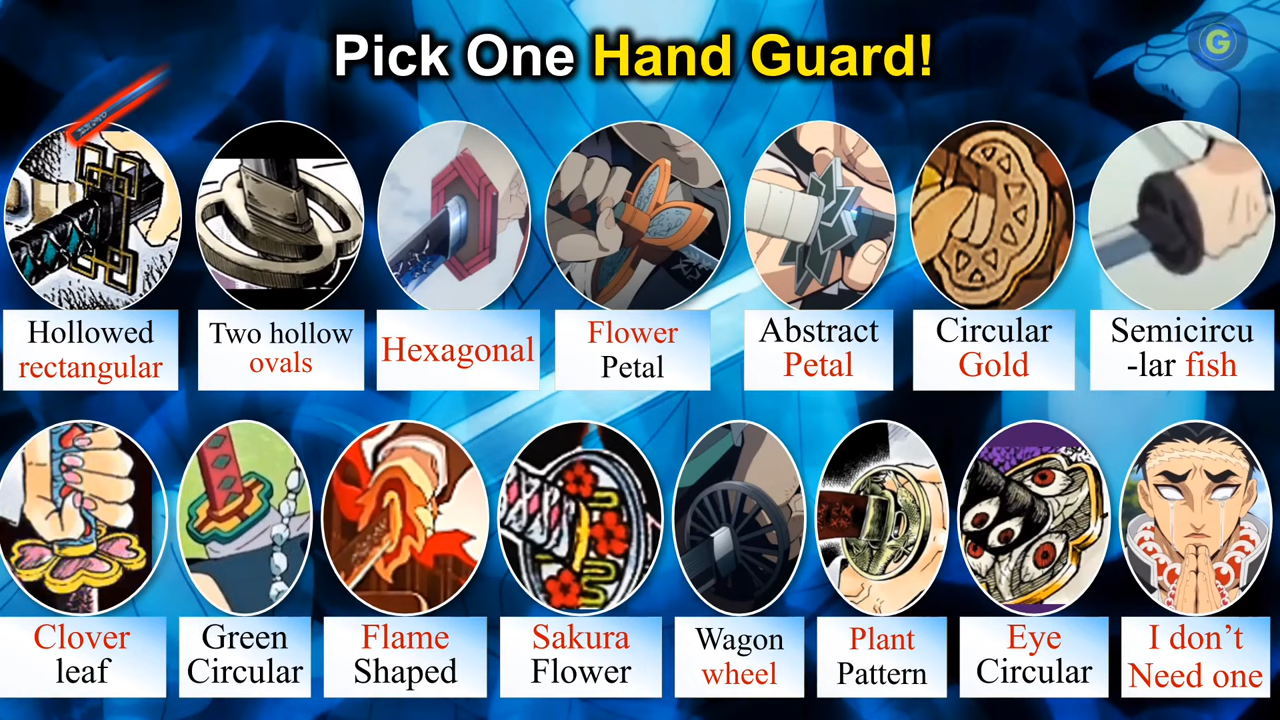 Pick One Hand Guard!
G
Hollowed
rectangular
Two hollow
ovals
Hexagonal
Flower
Petal
Abstract
Petal
Circular
Gold
Semicircu
-lar fish
Clover
leaf
Green
Circular
Flame
Shaped
Sakura
Flower
Wagon
wheel
Plant
Pattern
Eye
Circular
I don't
Need one